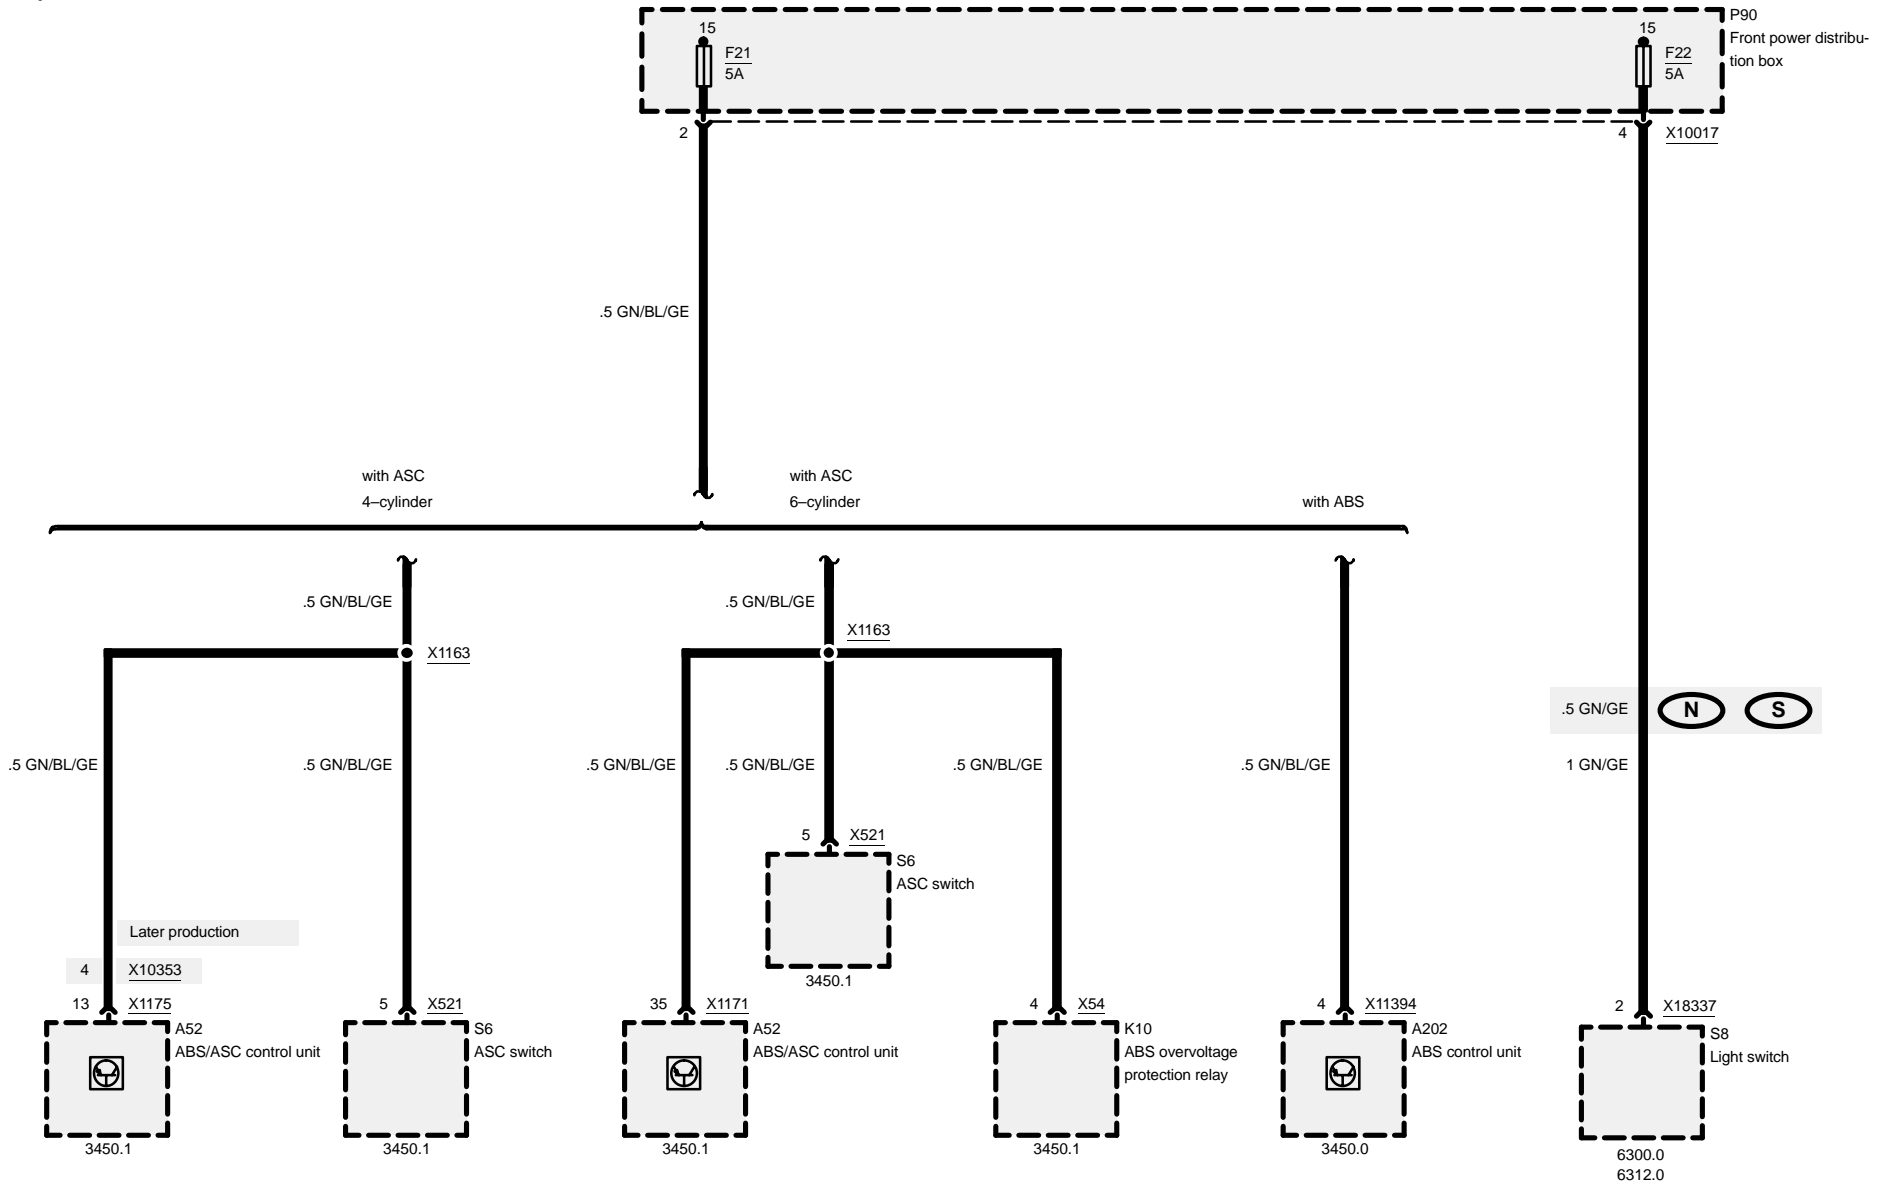 P90
Front power distribu-
tion box
15
F21
5A
15
F22
5A
2
4
X10017
.5 GN/BL/GE
with ASC
4–cylinder
with ASC
6–cylinder
with ABS
.5 GN/BL/GE
.5 GN/BL/GE
X1163
X1163
.5 GN/GE
N
S
.5 GN/BL/GE
.5 GN/BL/GE
.5 GN/BL/GE
.5 GN/BL/GE
.5 GN/BL/GE
.5 GN/BL/GE
1 GN/GE
5
X521
S6
ASC switch
3450.1
Later production
4
X10353
13
X1175
A52
ABS/ASC control unit
3450.1
5
X521
S6
ASC switch
3450.1
35
X1171
A52
ABS/ASC control unit
3450.1
4
X54
K10
ABS overvoltage
protection relay
3450.1
4
X11394
A202
ABS control unit
3450.0
2
X18337
S8
Light switch
6300.0
6312.0